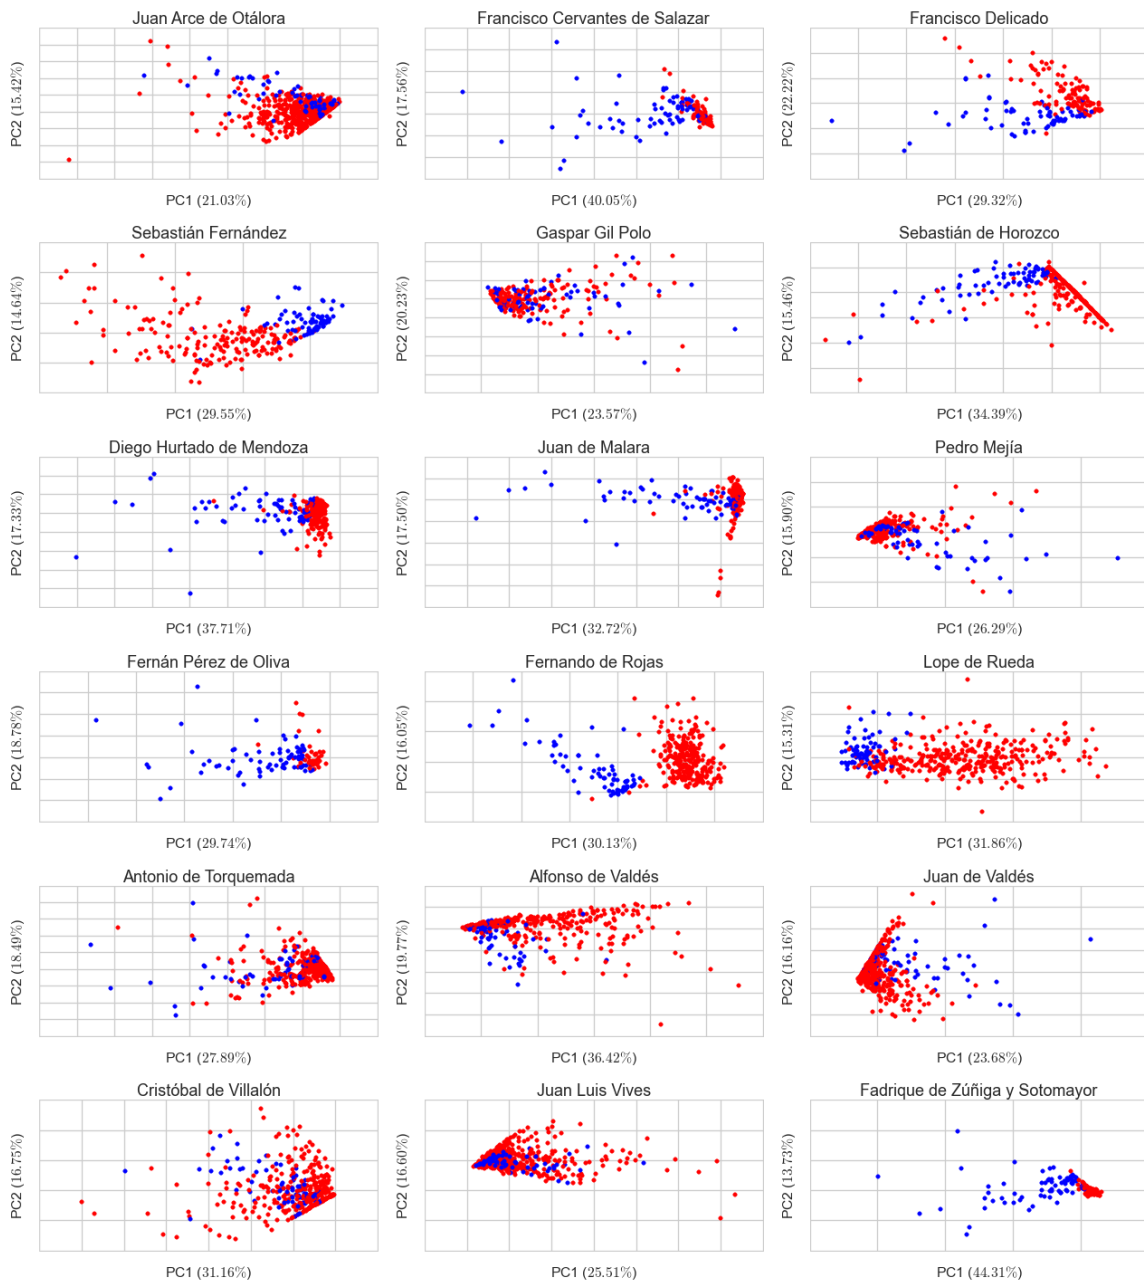 Juan Arce de Otálora
PC2 (15.42%)
PC1 (21.03%)
Francisco Cervantes de Salazar
PC2 (17.56%)
PC1 (40.05%)
Francisco Delicado
PC2 (22.22%)
PC1 (29.32%)
Sebastián Fernández
PC2 (14.64%)
PC1 (29.55%)
Gaspar Gil Polo
PC2 (20.23%)
PC1 (23.57%)
Sebastián de Horozco
PC2 (15.46%)
PC1 (34.39%)
Diego Hurtado de Mendoza
PC2 (17.33%)
PC1 (37.71%)
Juan de Malara
PC2 (17.50%)
PC1 (32.72%)
Pedro Mejía
PC2 (15.90%)
PC1 (26.29%)
Fernán Pérez de Oliva
PC2 (18.78%)
PC1 (29.74%)
Fernando de Rojas
PC2 (16.05%)
PC1 (30.13%)
Lope de Rueda
PC2 (15.31%)
PC1 (31.86%)
Antonio de Torquemada
PC2 (18.49%)
PC1 (27.89%)
Alfonso de Valdés
PC2 (19.77%)
PC1 (36.42%)
Juan de Valdés
PC2 (16.16%)
PC1 (23.68%)
Cristóbal de Villalón
PC2 (16.75%)
PC1 (31.16%)
Juan Luis Vives
PC2 (16.60%)
PC1 (25.51%)
Fadrique de Zúñiga y Sotomayor
PC2 (13.73%)
PC1 (44.31%)